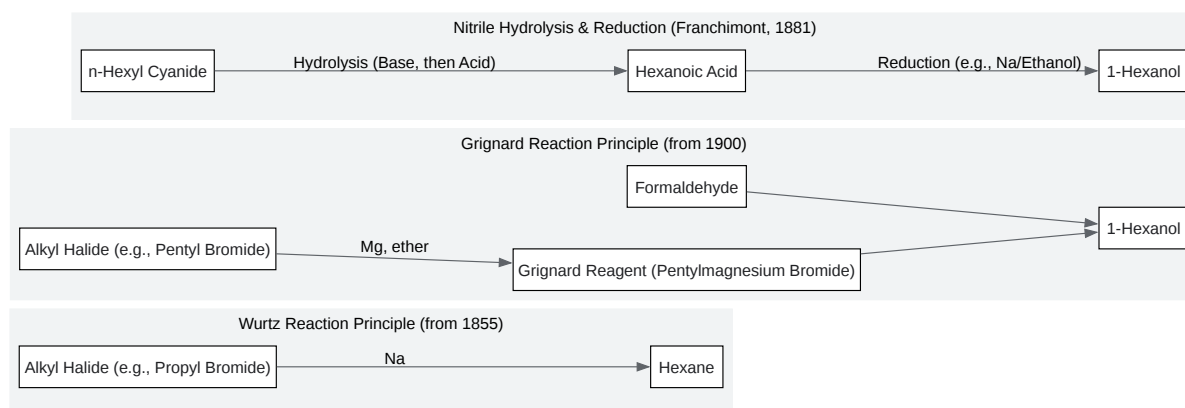 Nitrile Hydrolysis & Reduction (Franchimont, 1881)
n-Hexyl Cyanide
Hydrolysis (Base, then Acid)
Hexanoic Acid
Reduction (e.g., Na/Ethanol)
1-Hexanol
Grignard Reaction Principle (from 1900)
Formaldehyde
1-Hexanol
Alkyl Halide (e.g., Pentyl Bromide)
Mg, ether
Grignard Reagent (Pentylmagnesium Bromide)
Wurtz Reaction Principle (from 1855)
Alkyl Halide (e.g., Propyl Bromide)
Na
Hexane